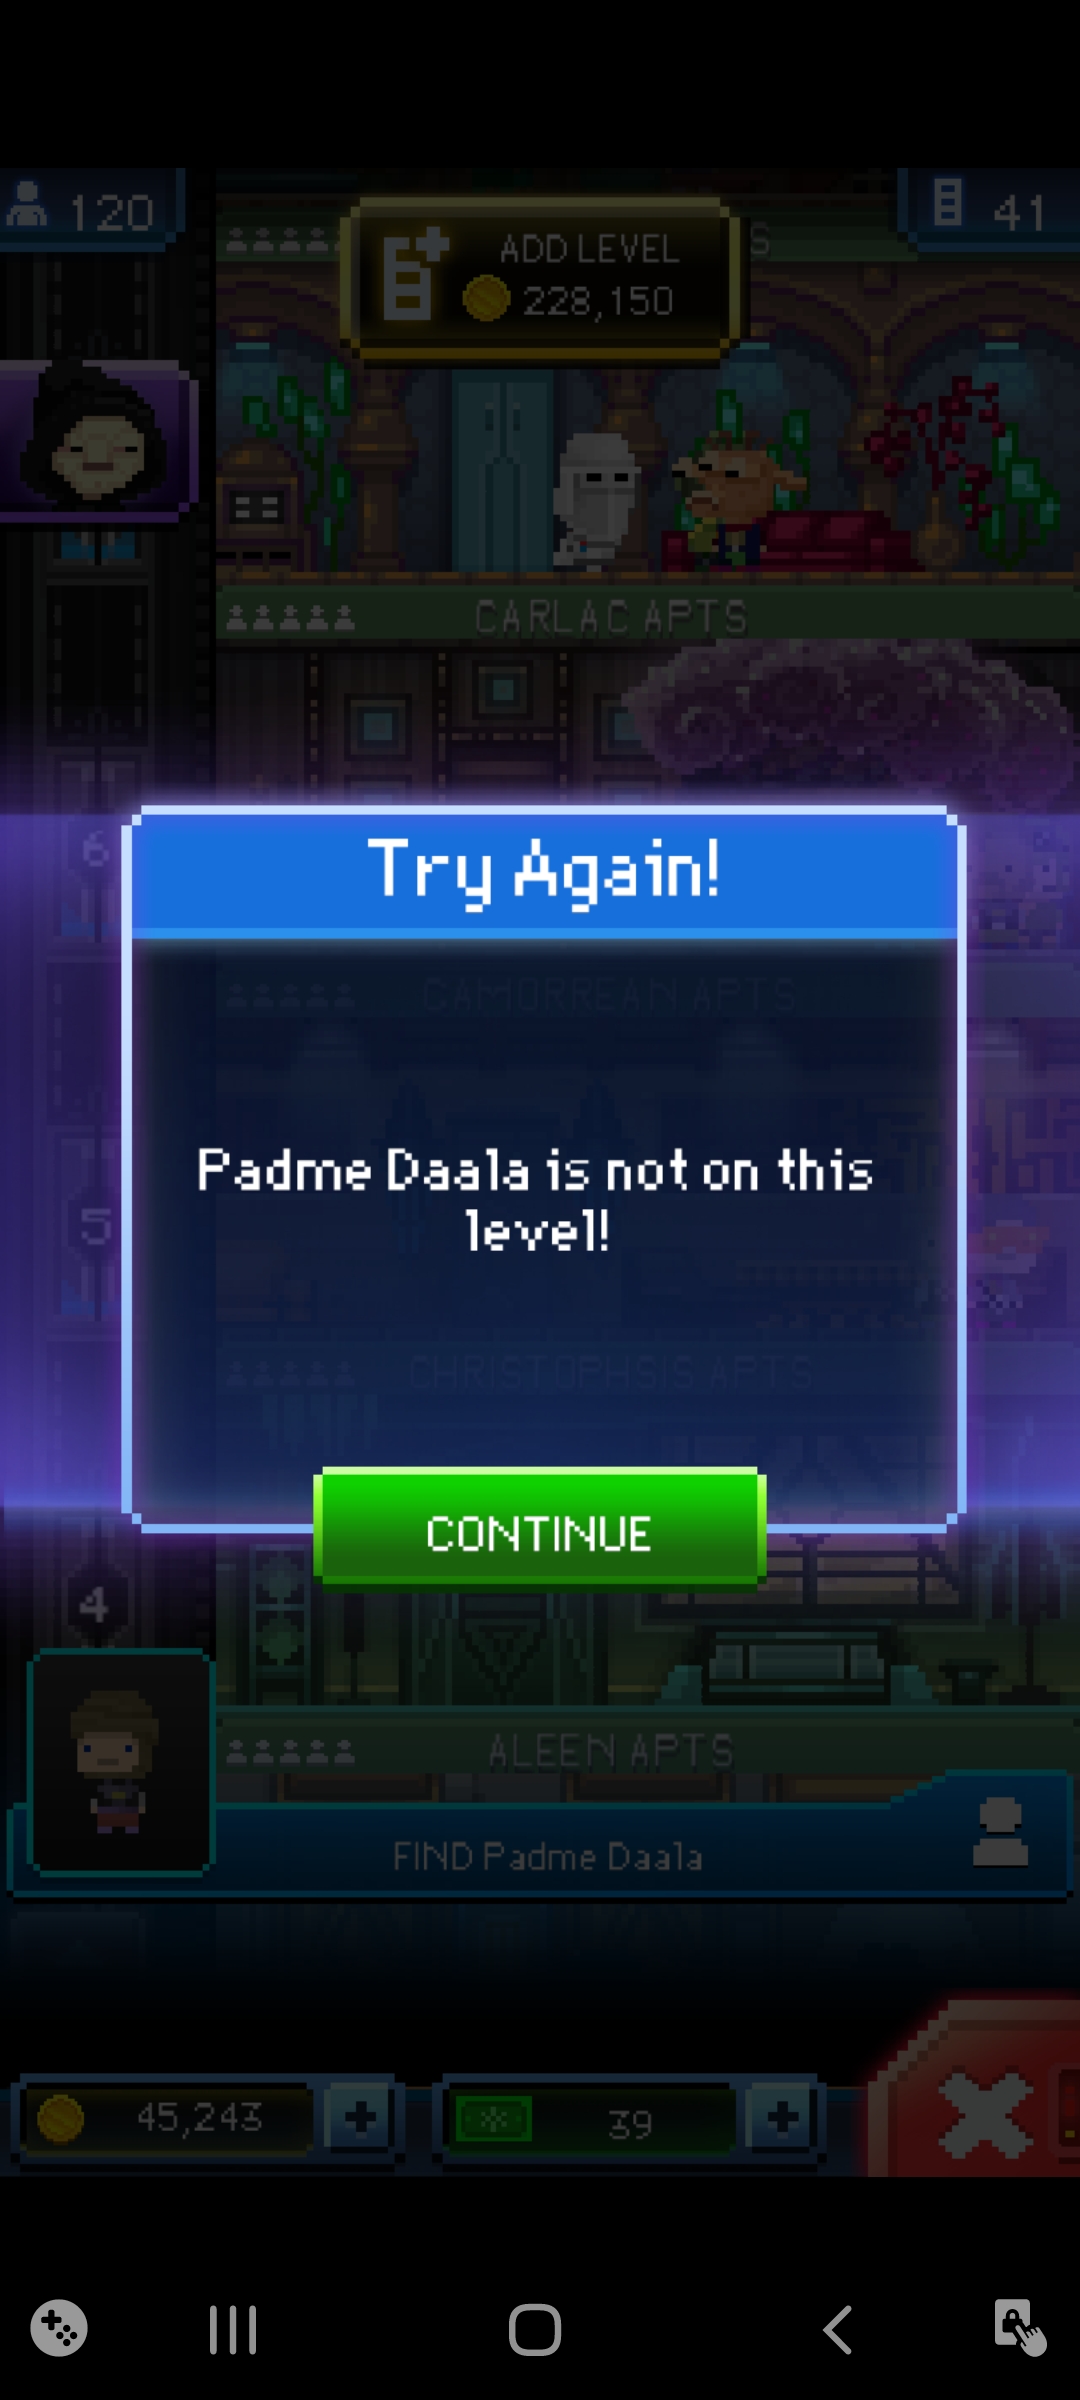 120
41
ADD LEVEL
228,150
S
CARLAC APTS
6
Try Again!
CAMORREAN APTS
Padme Daala is not on this
level!
5
CHRISTOPHSIS APTS
CONTINUE
4
ALEEN APTS
FIND Padme Daala
45,243
39